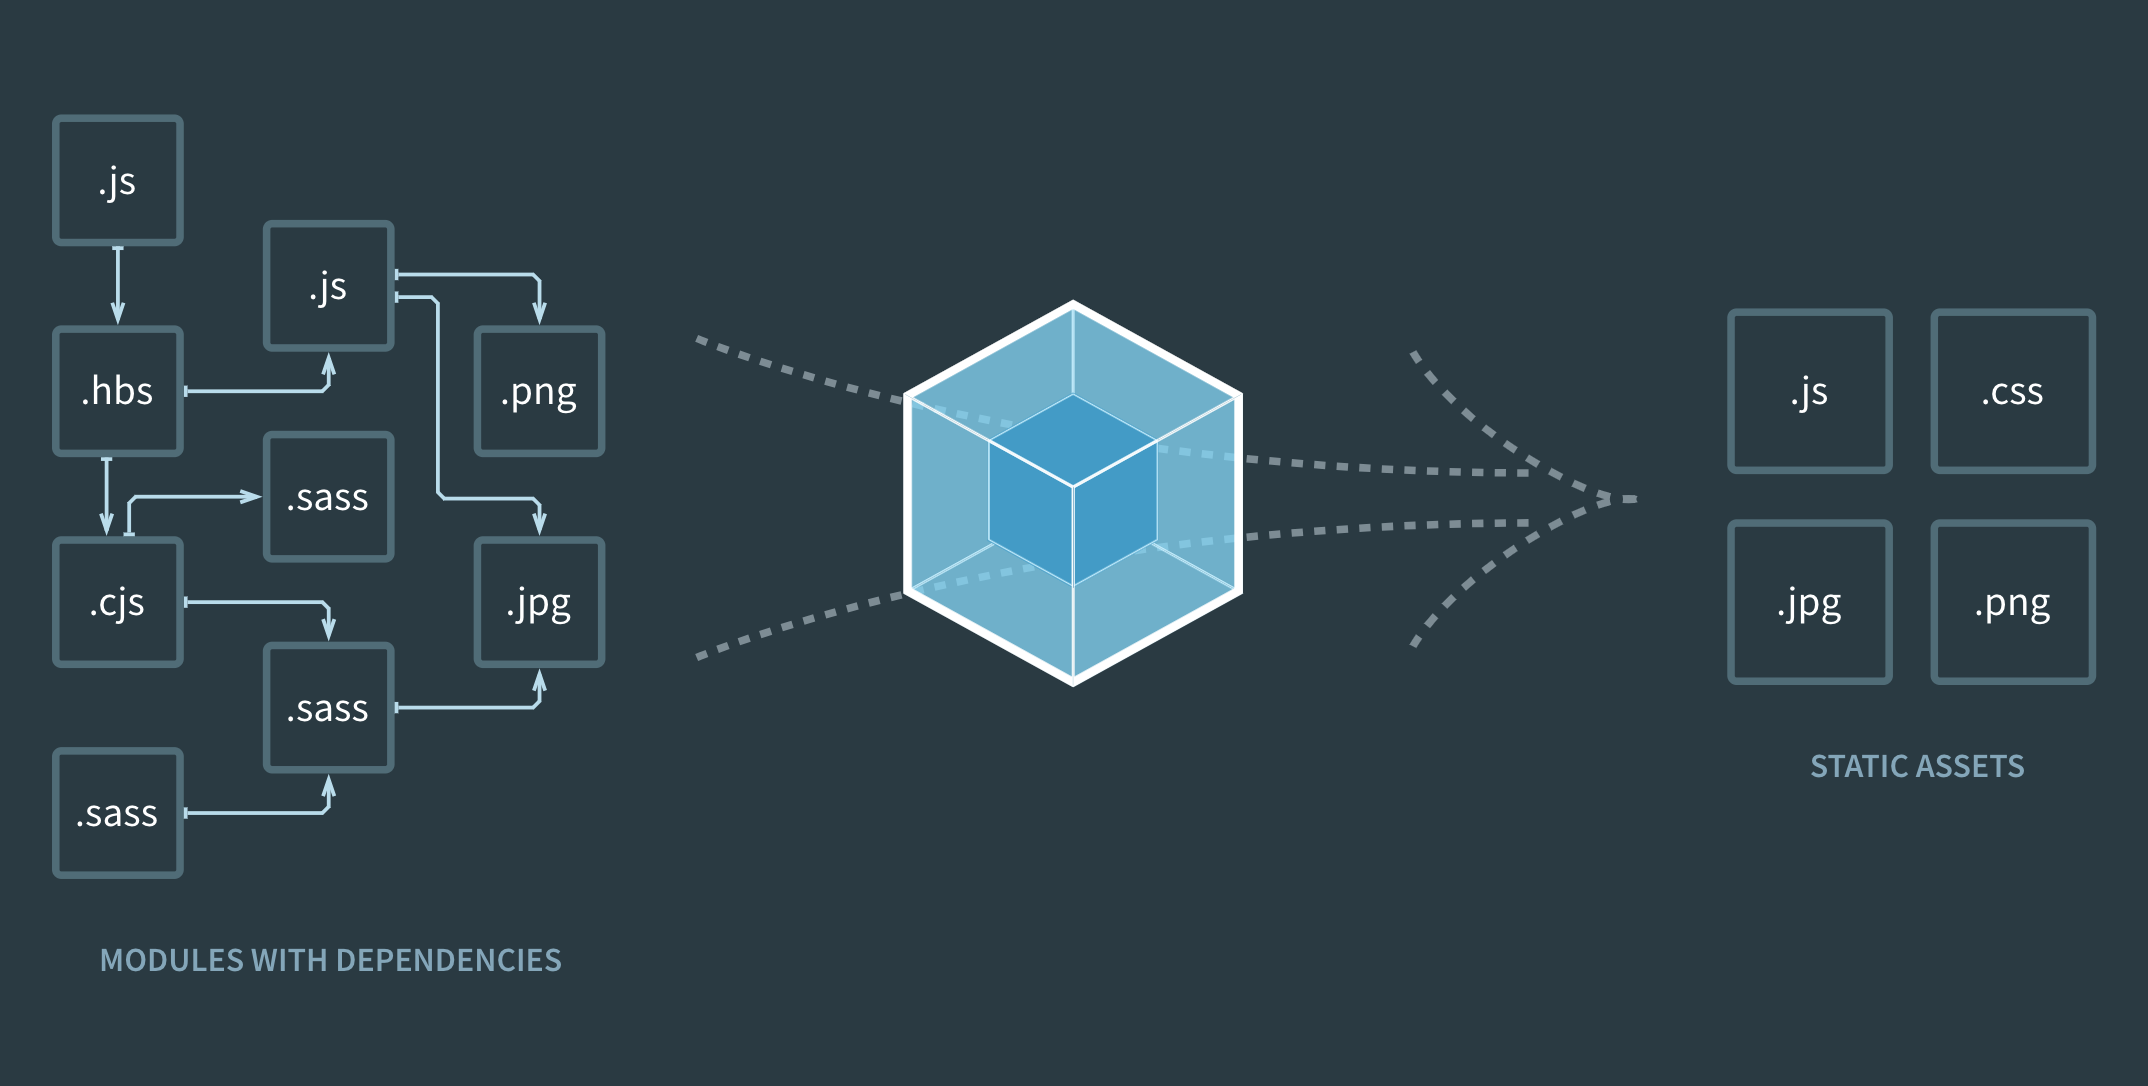 .js
.js
.hbs
.png
.sass
.cjs
.jpg
.sass
.sass
MODULES WITH DEPENDENCIES
.js
.css
.jpg
.png
STATIC ASSETS